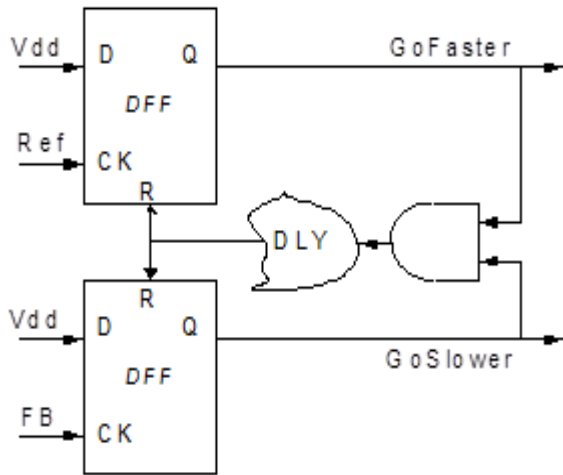 Vdd
D
Q
GoFaster
DFF
Ref
CK
R
DLY
R
Vdd
D
Q
GoSlower
DFF
FB
CK